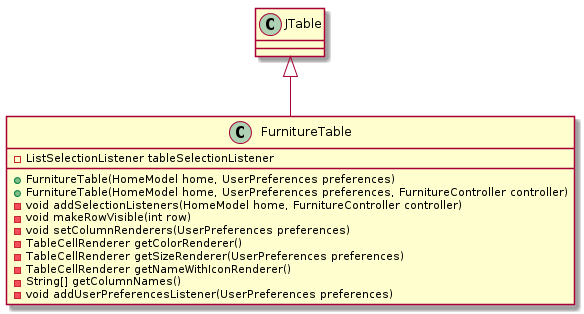 C JTable
C FurnitureTable
ListSelectionListener tableSelectionListener
FurnitureTable(HomeModel home, UserPreferences preferences)
FurnitureTable(HomeModel home, UserPreferences preferences, FurnitureController controller)
void addSelectionListeners(HomeModel home, FurnitureController controller)
void makeRowVisible(int row)
void setColumnRenderers(UserPreferences preferences)
TableCellRenderer getColorRenderer()
TableCellRenderer getSizeRenderer(UserPreferences preferences)
TableCellRenderer getNameWithIconRenderer()
String[] getColumnNames()
void addUserPreferencesListener(UserPreferences preferences)